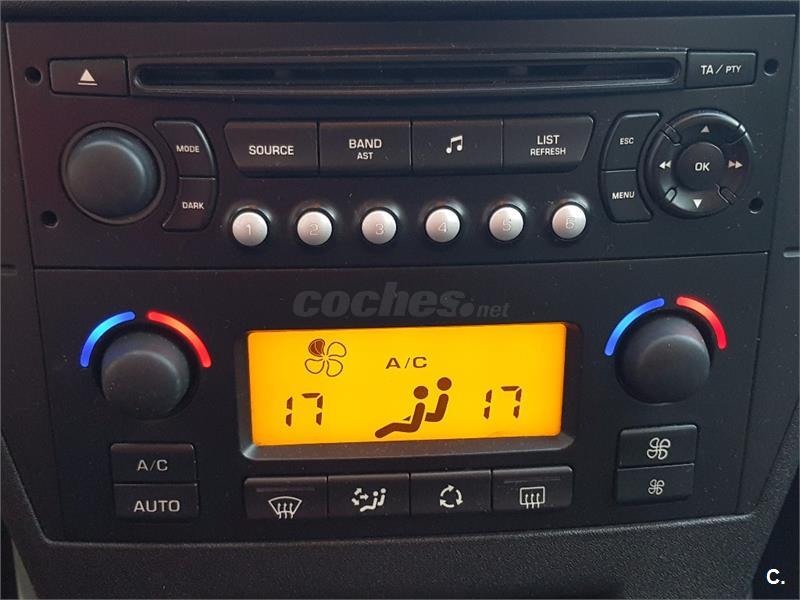 TA / PTY
MODE
SOURCE
BAND
AST
LIST
REFRESH
ESC
OK
DARK
MENU
1 2 3 4 5 6
coches.net
A/C
17 17
A/C
AUTO
C.